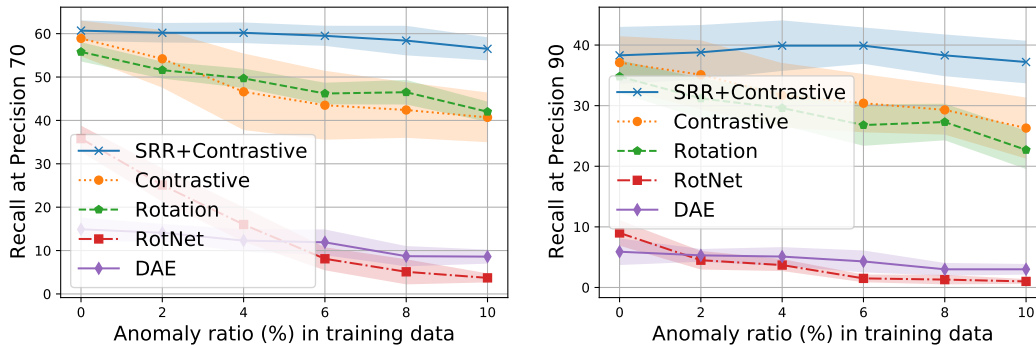 Recall at Precision 70
60
50
40
30
20
10
0
SRR+Contrastive
Contrastive
Rotation
RotNet
DAE
0 2 4 6 8 10
Anomaly ratio (%) in training data
Recall at Precision 90
40
30
20
10
0
SRR+Contrastive
Contrastive
Rotation
RotNet
DAE
0 2 4 6 8 10
Anomaly ratio (%) in training data